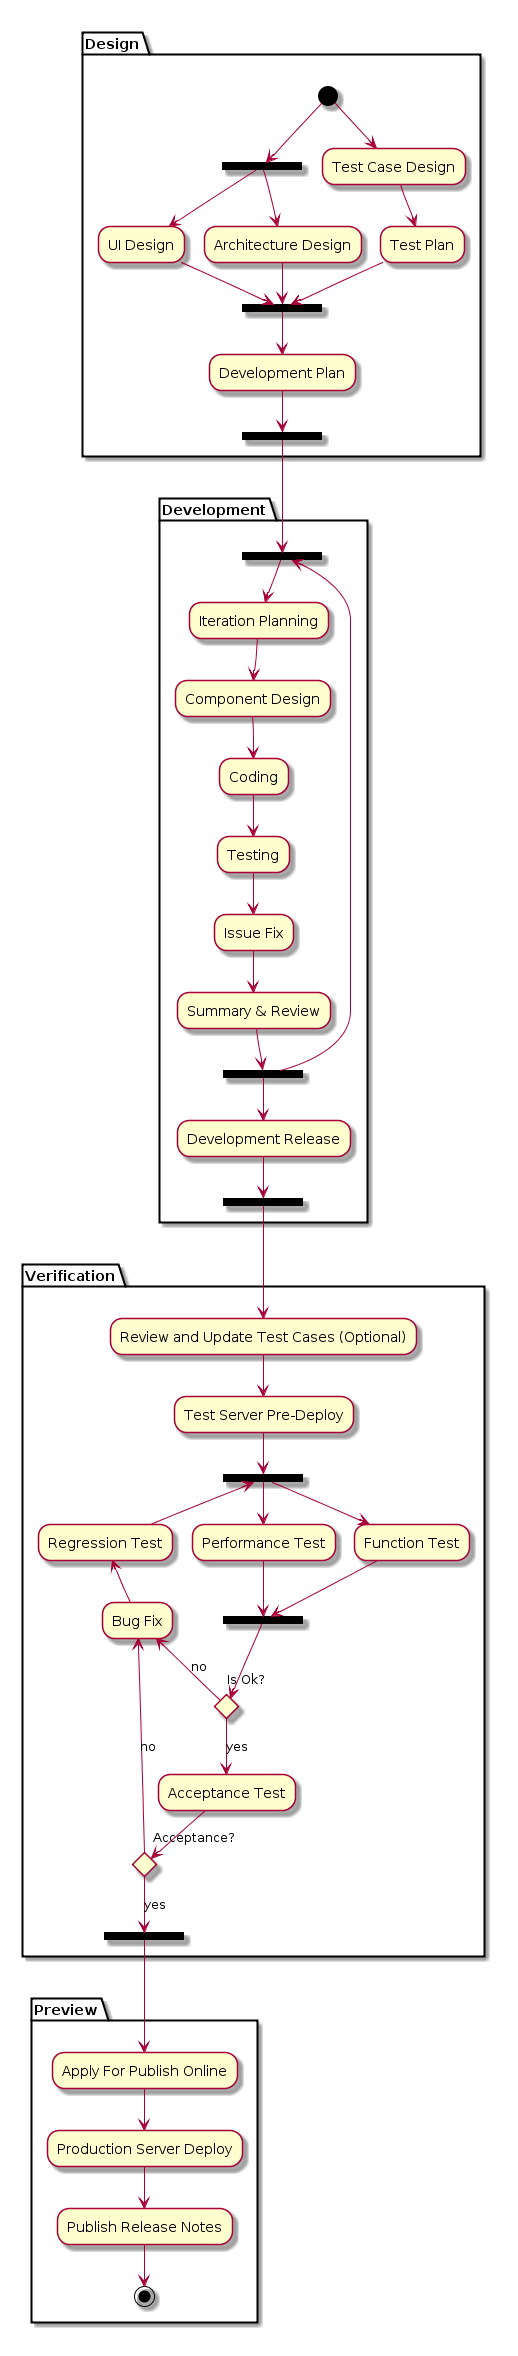 Design
Test Case Design
UI Design
Architecture Design
Test Plan
Development Plan
Development
Iteration Planning
Component Design
Coding
Testing
Issue Fix
Summary & Review
Development Release
Verification
Review and Update Test Cases (Optional)
Test Server Pre-Deploy
Regression Test
Performance Test
Function Test
Bug Fix
no
Is Ok?
no
yes
Acceptance Test
Acceptance?
yes
Preview
Apply For Publish Online
Production Server Deploy
Publish Release Notes